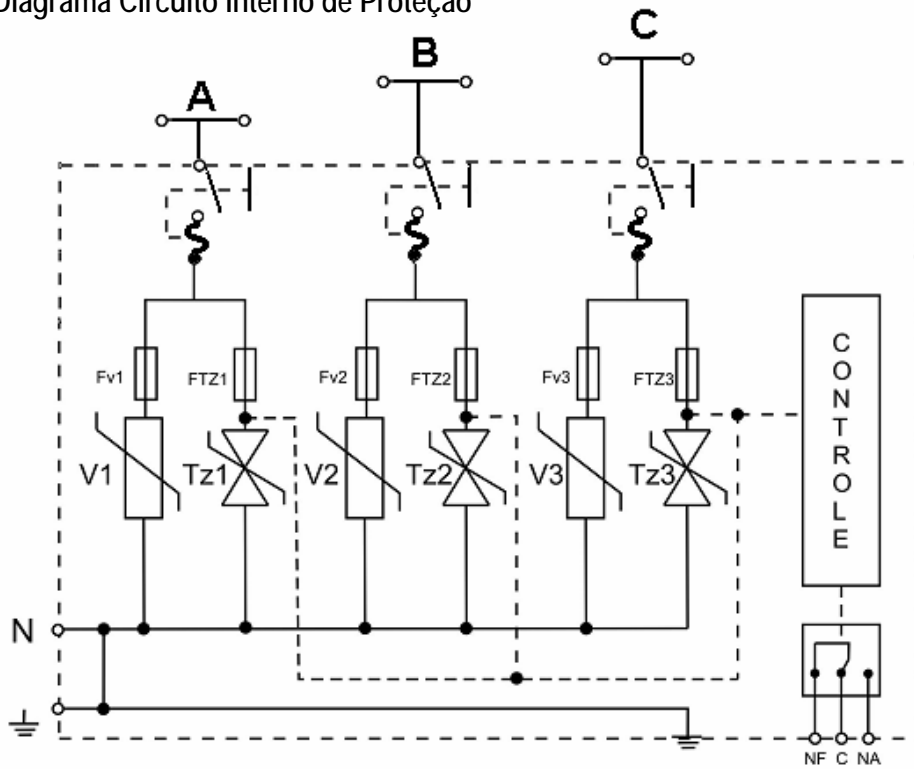 Diagrama Circuito Interno de Proteção
A
B
C
Fv1
FTZ1
Fv2
FTZ2
Fv3
FTZ3
V1
Tz1
V2
Tz2
V3
Tz3
CONTROLE
N
NF C NA